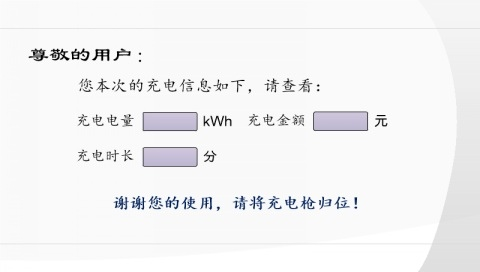 尊敬的用户：
您本次的充电信息如下，请查看：
充电电量 kWh 充电金额 元
充电时长 分
谢谢您的使用，请将充电枪归位！